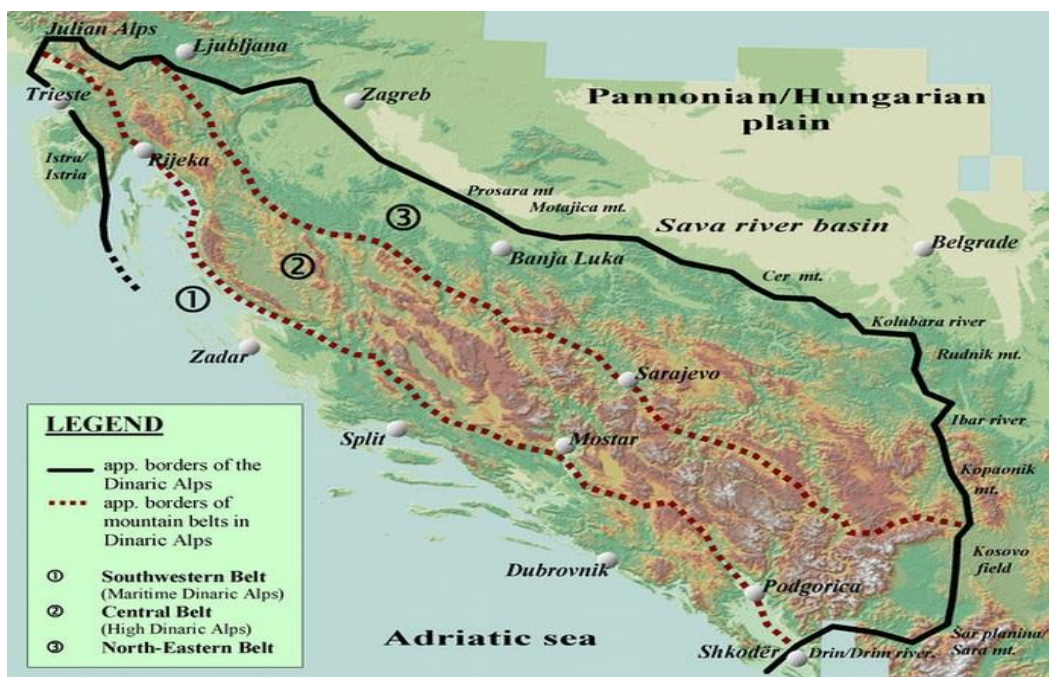 Julian Alps
Ljubljana
Trieste
Zagreb
Pannonian/Hungarian
plain
Istra/
Istria
Rijeka
Prosara mt
Motajica mt.
③
Sava river basin
Banja Luka
Belgrade
②
Cer mt.
①
Kolubara river
Zadar
Rudnik mt.
Sarajevo
LEGEND
app. borders of the
Dinaric Alps
app. borders of
mountain belts in
Dinaric Alps
① Southwestern Belt
(Maritime Dinaric Alps)
② Central Belt
(High Dinaric Alps)
③ North-Eastern Belt
Split
Mostar
Ibar river
Kopaonik
mt.
Dubrovnik
Podgorica
Kosovo
field
Adriatic sea
Shkodër
Drin/Drim river.
Šar planina/
Šara mt.